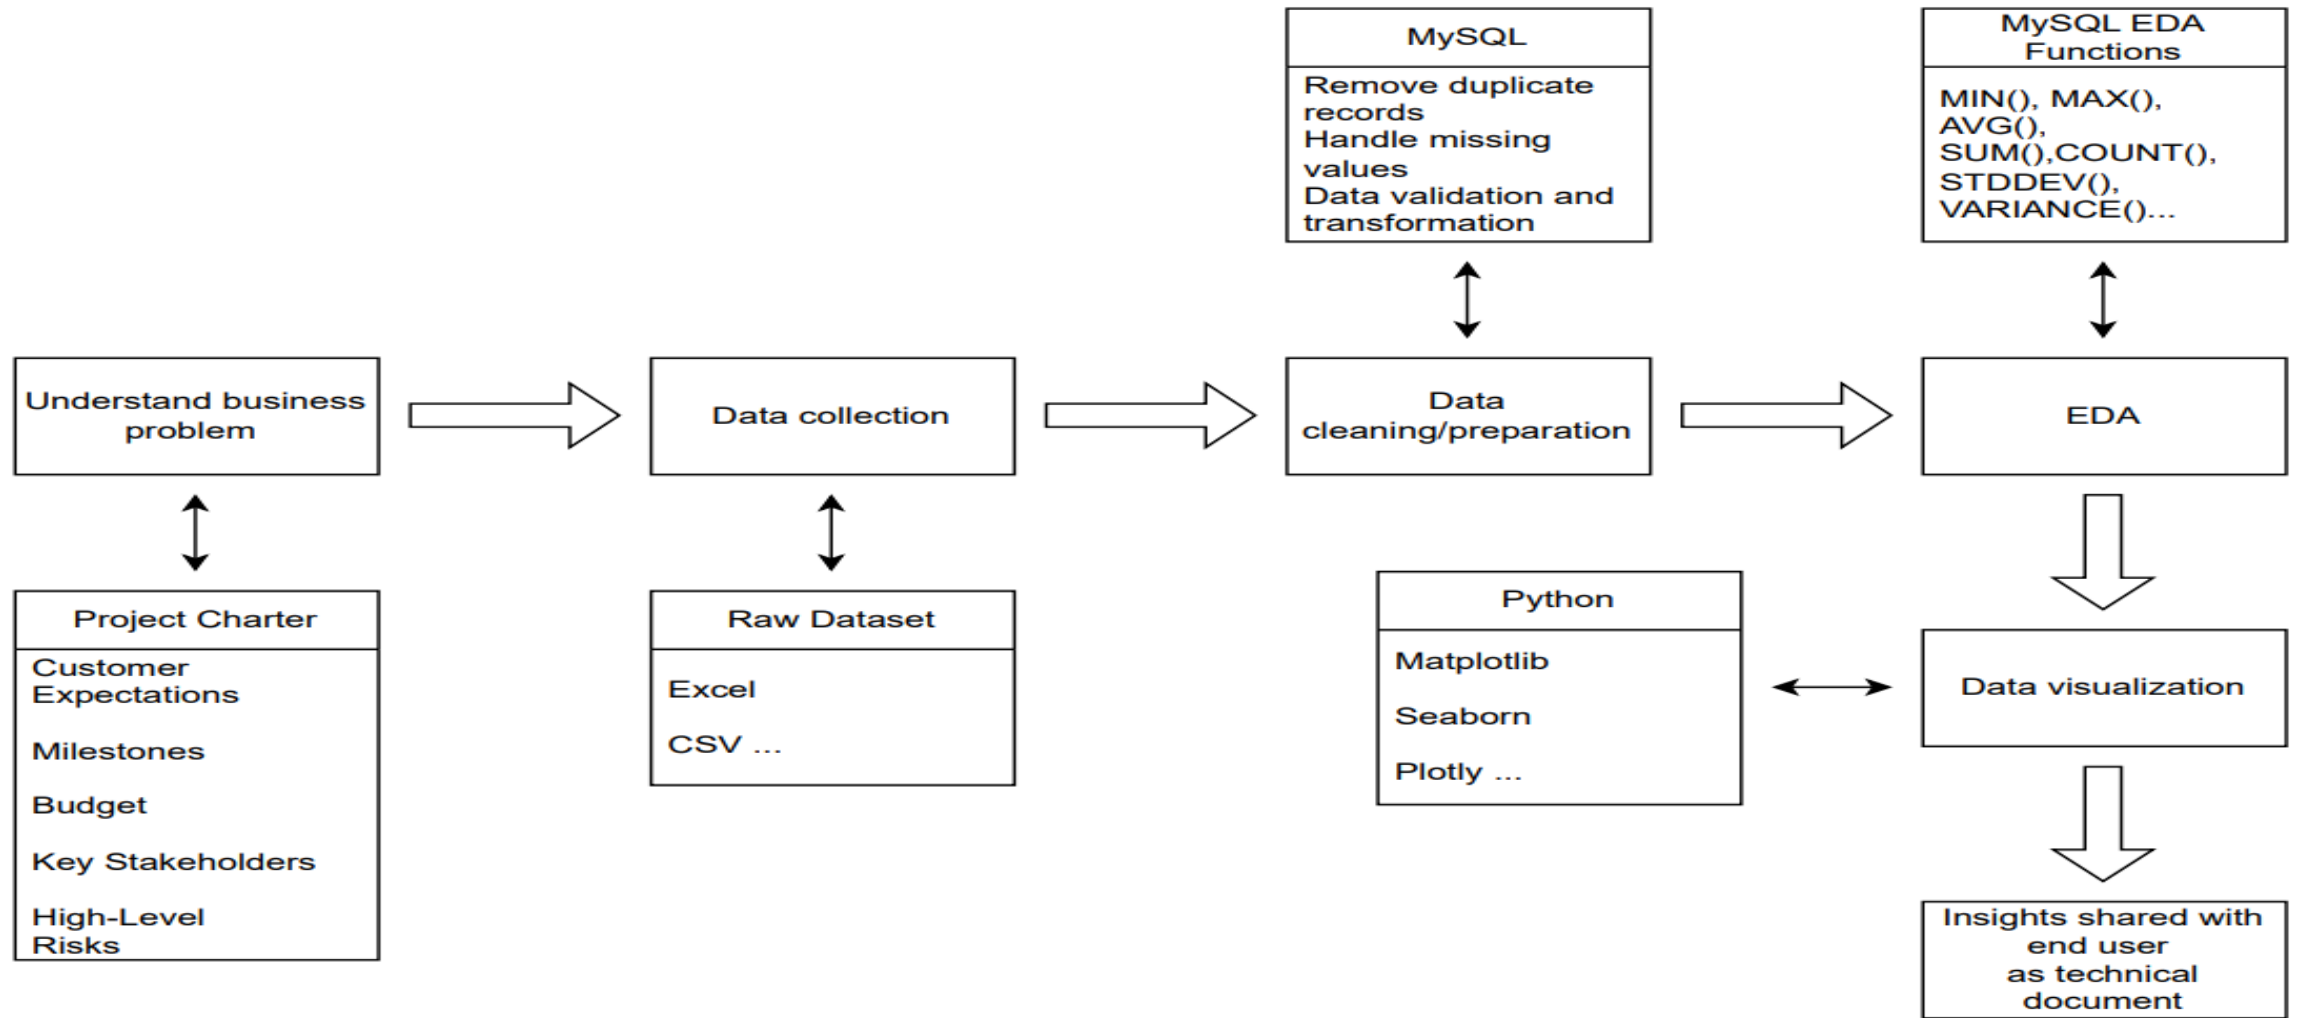 MySQL
Remove duplicate
records
Handle missing
values
Data validation and
transformation
MySQL EDA
Functions
MIN(), MAX(),
AVG(),
SUM(),COUNT(),
STDDEV(),
VARIANCE()...
Understand business
problem
Data collection
Data
cleaning/preparation
EDA
Project Charter
Customer
Expectations
Milestones
Budget
Key Stakeholders
High-Level
Risks
Raw Dataset
Excel
CSV ...
Python
Matplotlib
Seaborn
Plotly ...
Data visualization
Insights shared with
end user
as technical
document